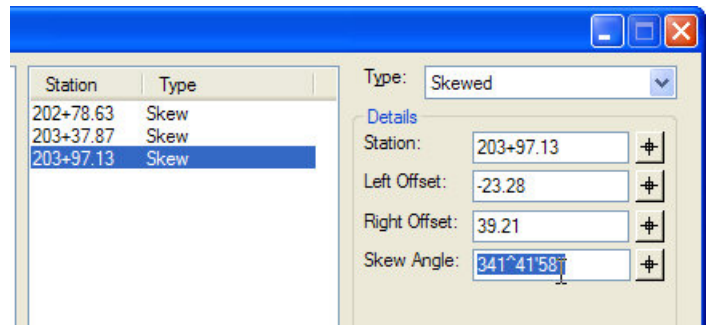 Station Type
202+78.63 Skew
203+37.87 Skew
203+97.13 Skew
Type: Skewed
Details
Station: 203+97.13
Left Offset: -23.28
Right Offset: 39.21
Skew Angle: 341^41'58"